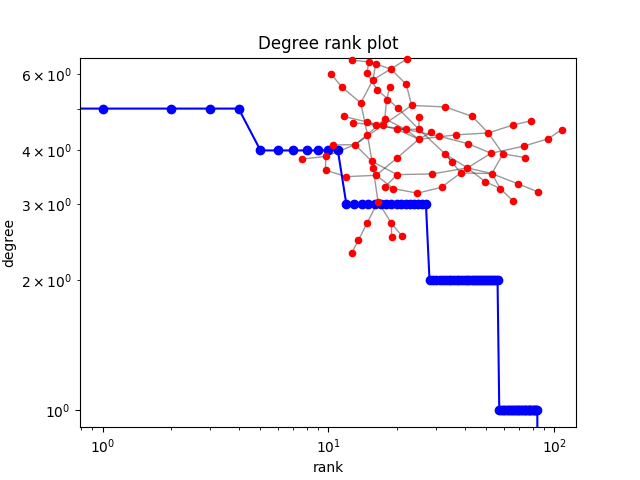 Degree rank plot
6 × 10⁰
4 × 10⁰
3 × 10⁰
2 × 10⁰
10⁰
degree
10⁰ 10¹ 10²
rank